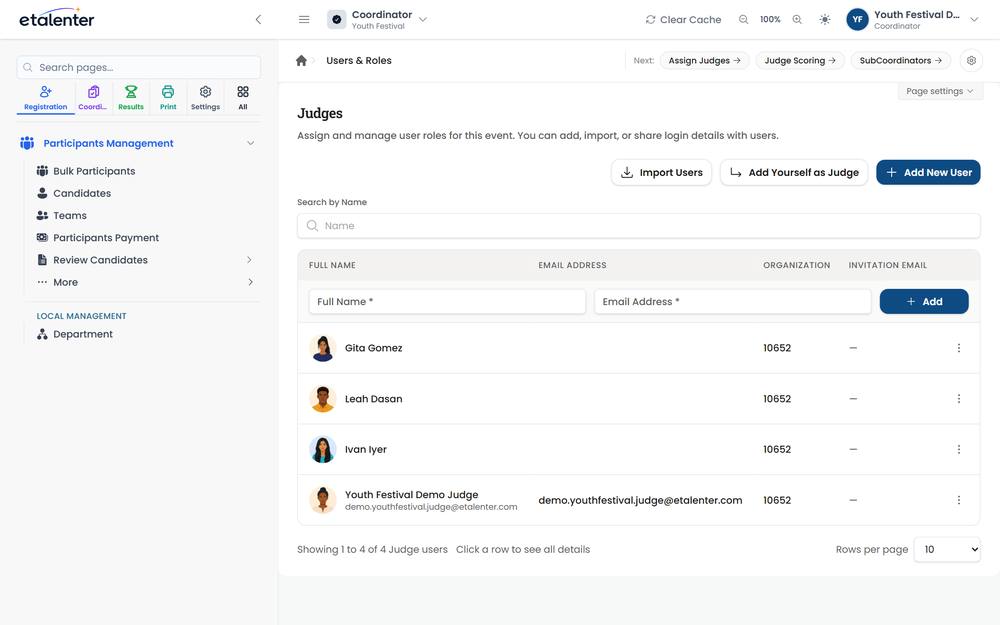 etalenter
Coordinator
Youth Festival
Clear Cache
100%
YF
Youth Festival D...
Coordinator
Search pages...
Registration
Coordi...
Results
Print
Settings
All
Participants Management
Bulk Participants
Candidates
Teams
Participants Payment
Review Candidates
More
LOCAL MANAGEMENT
Department
Users & Roles
Next:
Assign Judges →
Judge Scoring →
SubCoordinators →
Page settings
Judges
Assign and manage user roles for this event. You can add, import, or share login details with users.
Import Users
Add Yourself as Judge
Add New User
Search by Name
Name
FULL NAME EMAIL ADDRESS ORGANIZATION INVITATION EMAIL
Full Name * Email Address * + Add
Gita Gomez 10652 —
Leah Dasan 10652 —
Ivan Iyer 10652 —
Youth Festival Demo Judge
demo.youthfestival.judge@etalenter.com
demo.youthfestival.judge@etalenter.com 10652 —
Showing 1 to 4 of 4 Judge users Click a row to see all details
Rows per page 10